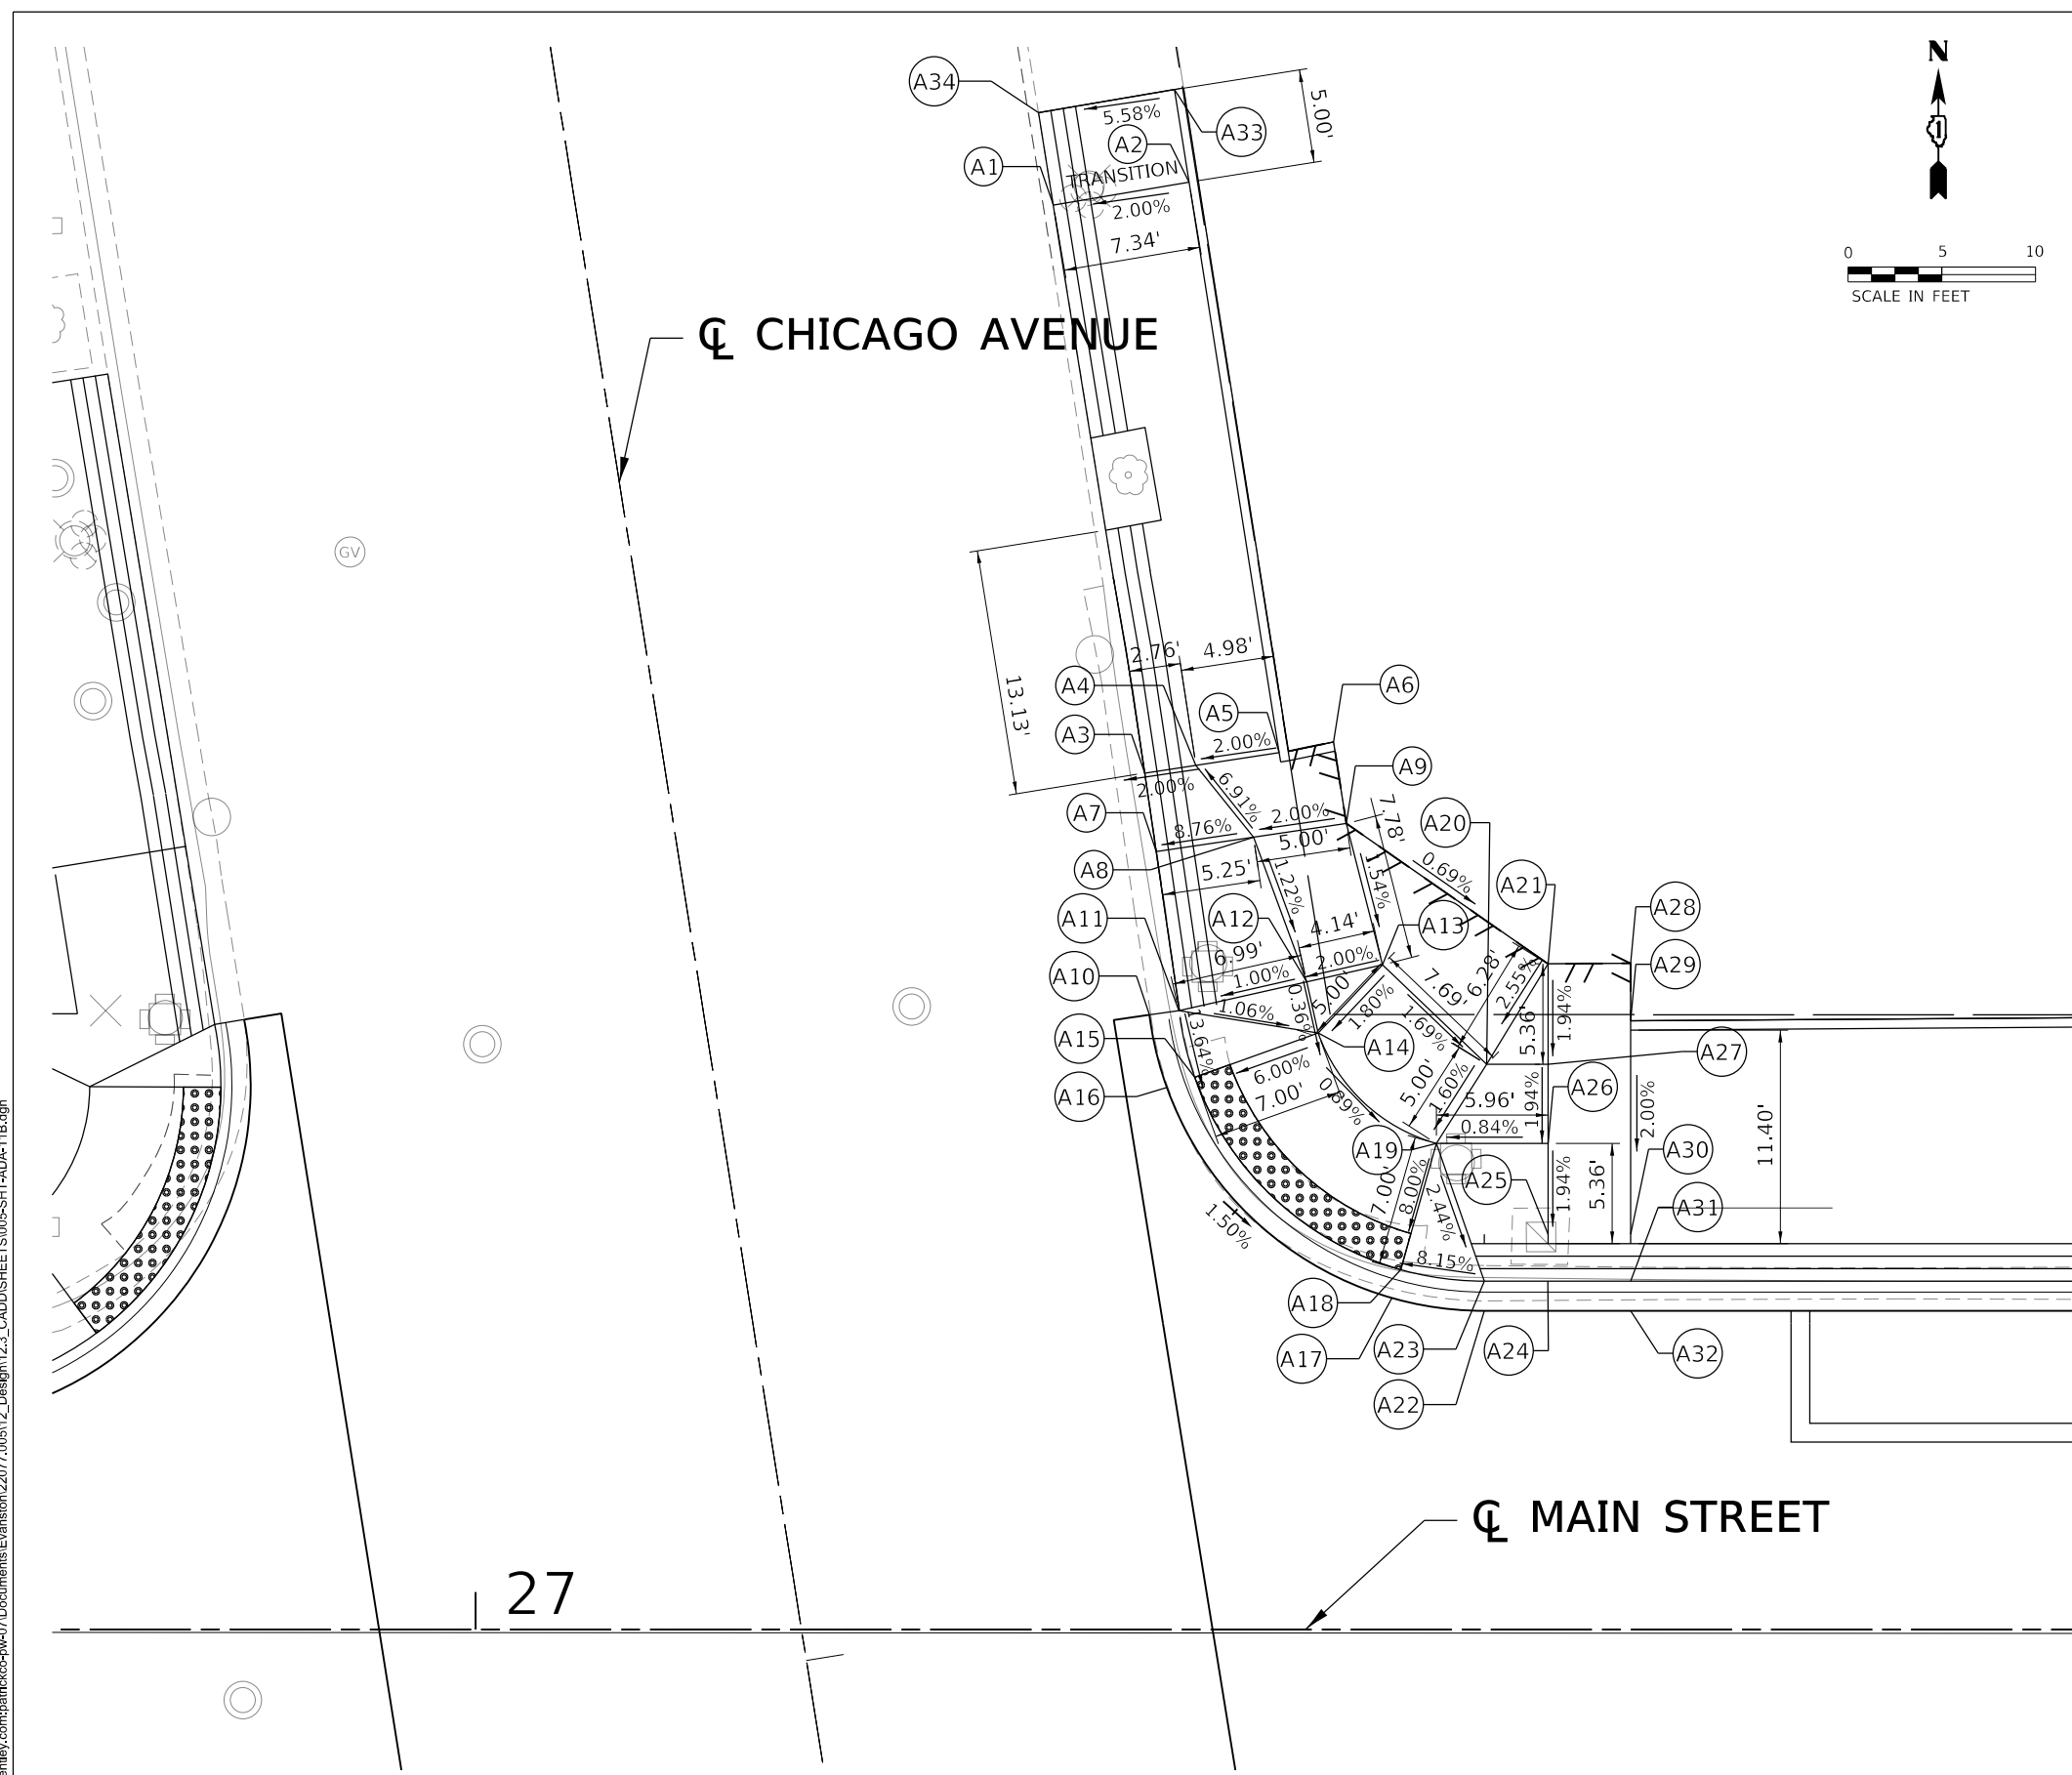 N
0 5 10
SCALE IN FEET
A34
5.58%
A33
5.00'
A2
A1
TRANSITION
2.00%
7.34'
℄ CHICAGO AVENUE
GV
13.13'
2.76'
4.98'
A4
A6
A5
A3
2.00%
2.00%
6.91%
A9
A7
8.76%
2.00%
5.00'
7.78'
A20
A8
5.25'
1.22%
0.69%
A21
A11
A12
4.14'
A13
A28
6.99'
2.00%
6.28'
2.55%
A29
A10
1.00%
5.00'
7.69'
1.94%
1.06%
0.36%
1.80%
1.69%
5.36'
A15
13.64%
A14
A27
6.00%
5.00'
1.60%
A26
A16
7.00'
0.89%
5.96'
1.94%
2.00%
11.40'
0.84%
A19
A30
7.00'
8.00%
A25
1.94%
5.36'
2.44%
A31
1.50%
8.15%
A18
A23
A24
A32
A17
A22
℄ MAIN STREET
27